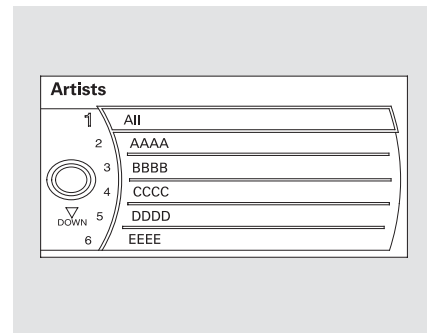 Artists
1 All
2 AAAA
3 BBBB
4 CCCC
DOWN 5 DDDD
6 EEEE